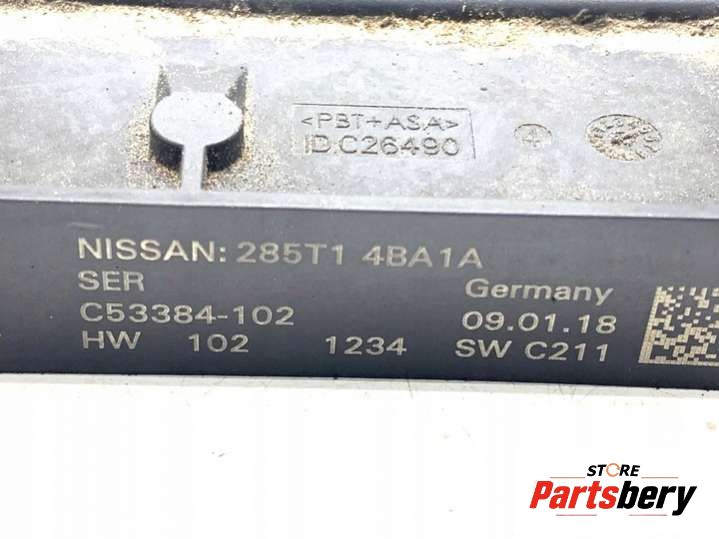 <PBT+ASA>
ID.C26490
4
NISSAN: 285T1 4BA1A
SER Germany
C53384-102 09.01.18
HW 102 1234 SW C211
STORE
Partsbery